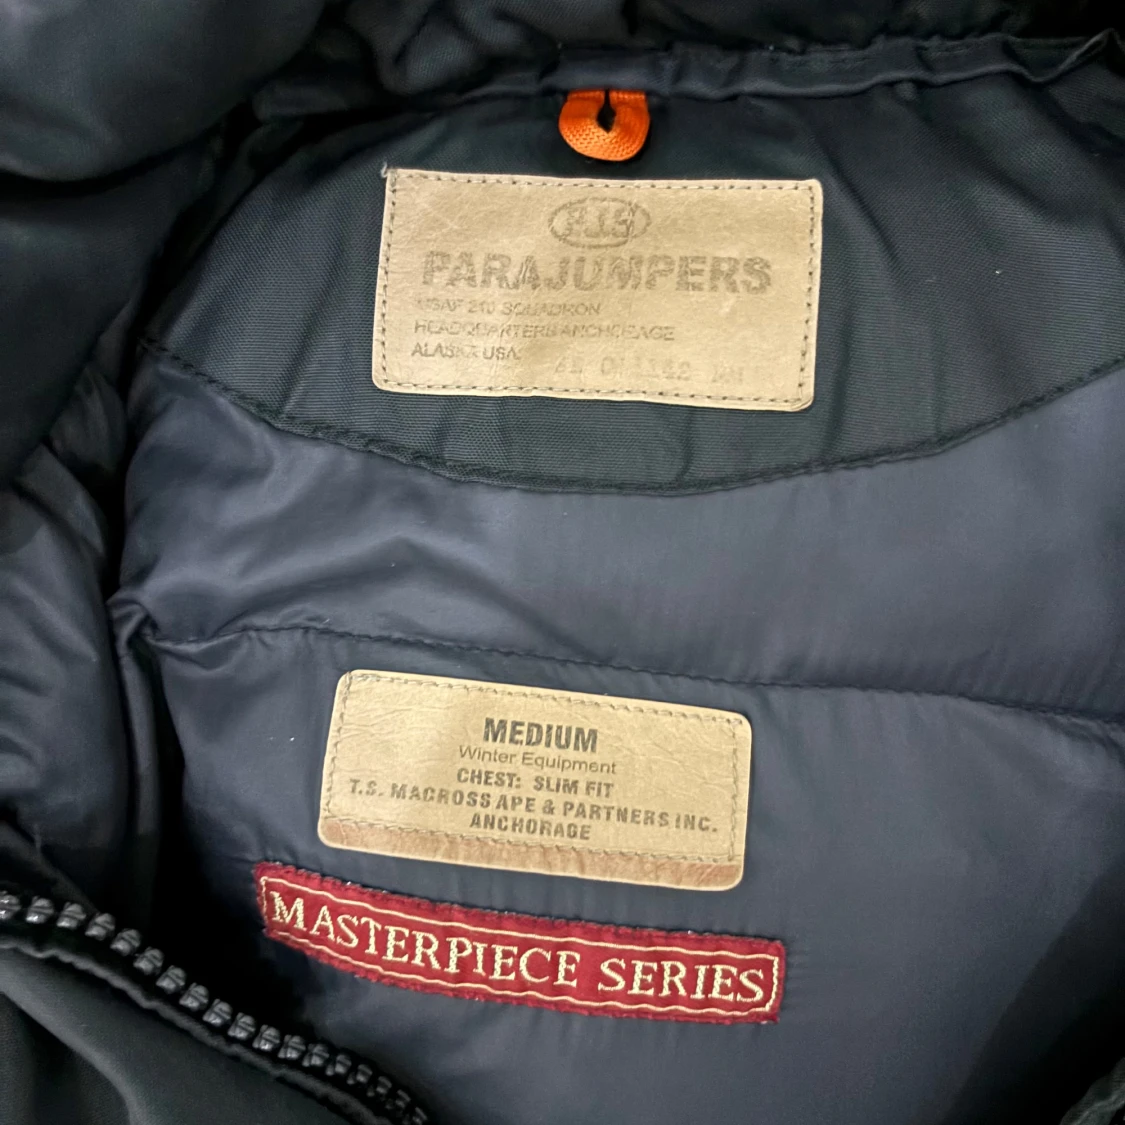 PJS
PARAJUMPERS
USAF 210 SQUADRON
HEADQUARTERS ANCHORAGE
ALASKA USA
MEDIUM
Winter Equipment
CHEST: SLIM FIT
T.S. MACROSS APE & PARTNERS INC.
ANCHORAGE
MASTERPIECE SERIES